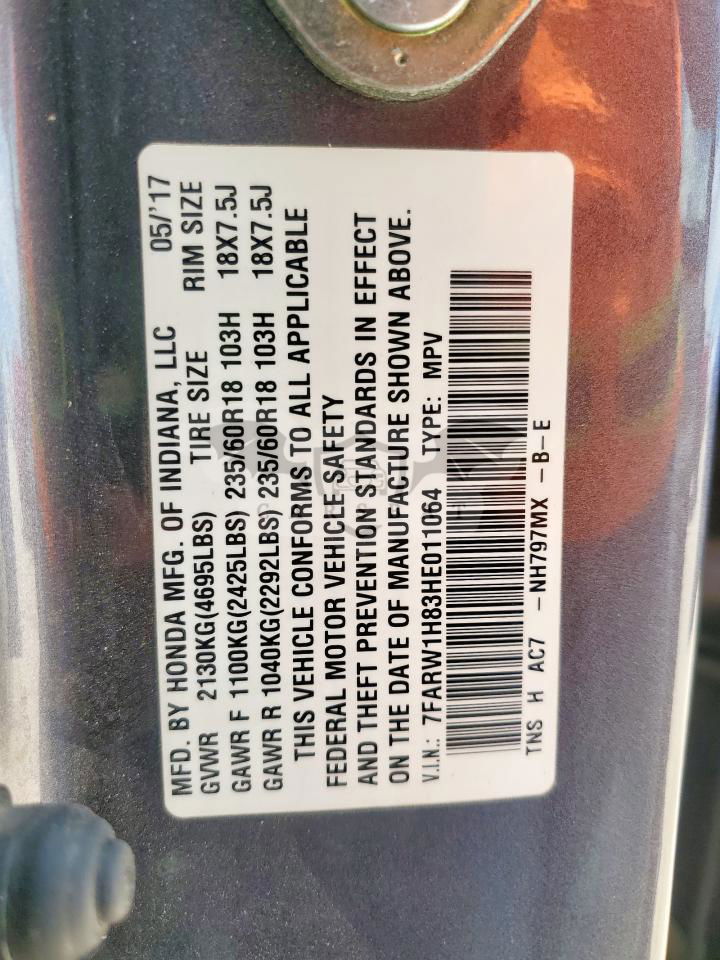 MFD. BY HONDA MFG. OF INDIANA, LLC 05/'17
GVWR 2130KG(4695LBS) TIRE SIZE RIM SIZE
GAWR F 1100KG(2425LBS) 235/60R18 103H 18X7.5J
GAWR R 1040KG(2292LBS) 235/60R18 103H 18X7.5J
THIS VEHICLE CONFORMS TO ALL APPLICABLE
FEDERAL MOTOR VEHICLE SAFETY
AND THEFT PREVENTION STANDARDS IN EFFECT
ON THE DATE OF MANUFACTURE SHOWN ABOVE.
V.I.N.: 7FARW1H83HE011064 TYPE: MPV
TNS H AC7 -NH797MX -B-E